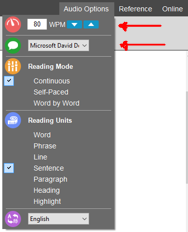 Audio Options Reference Online
80 WPM
Microsoft David De
Reading Mode
Continuous
Self-Paced
Word by Word
Reading Units
Word
Phrase
Line
Sentence
Paragraph
Heading
Highlight
English